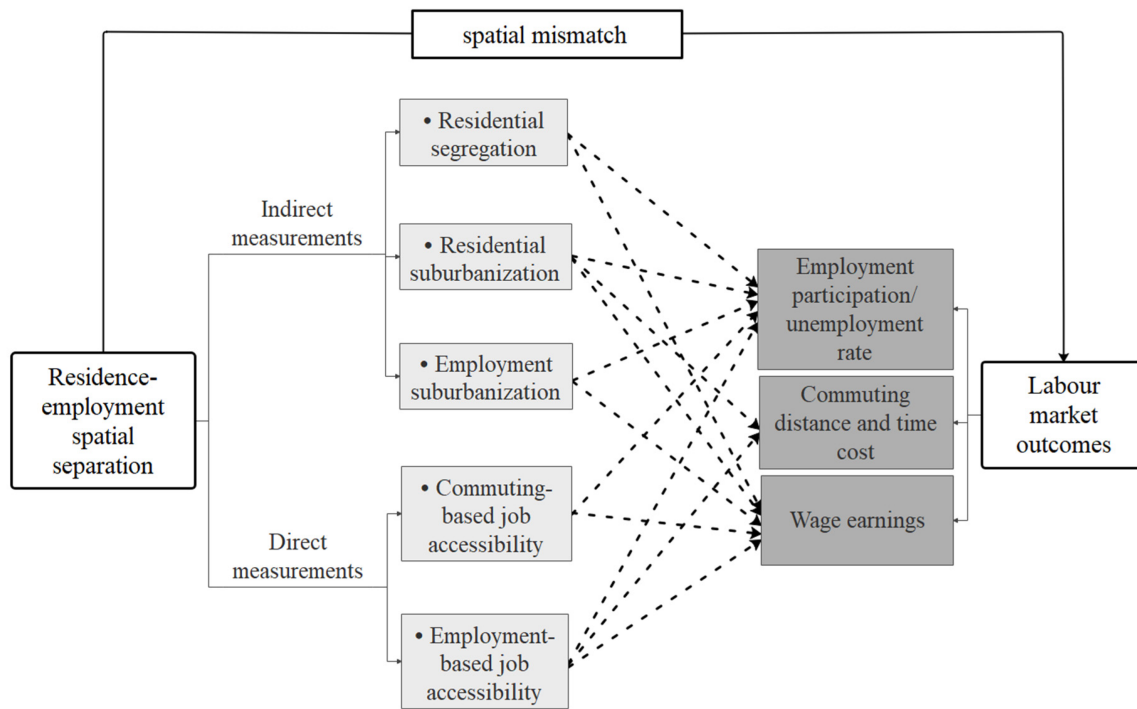 spatial mismatch
• Residential
segregation
Indirect
measurements
• Residential
suburbanization
• Employment
suburbanization
Residence-
employment
spatial
separation
• Commuting-
based job
accessibility
Direct
measurements
• Employment-
based job
accessibility
Employment
participation/
unemployment
rate
Commuting
distance and time
cost
Wage earnings
Labour
market
outcomes